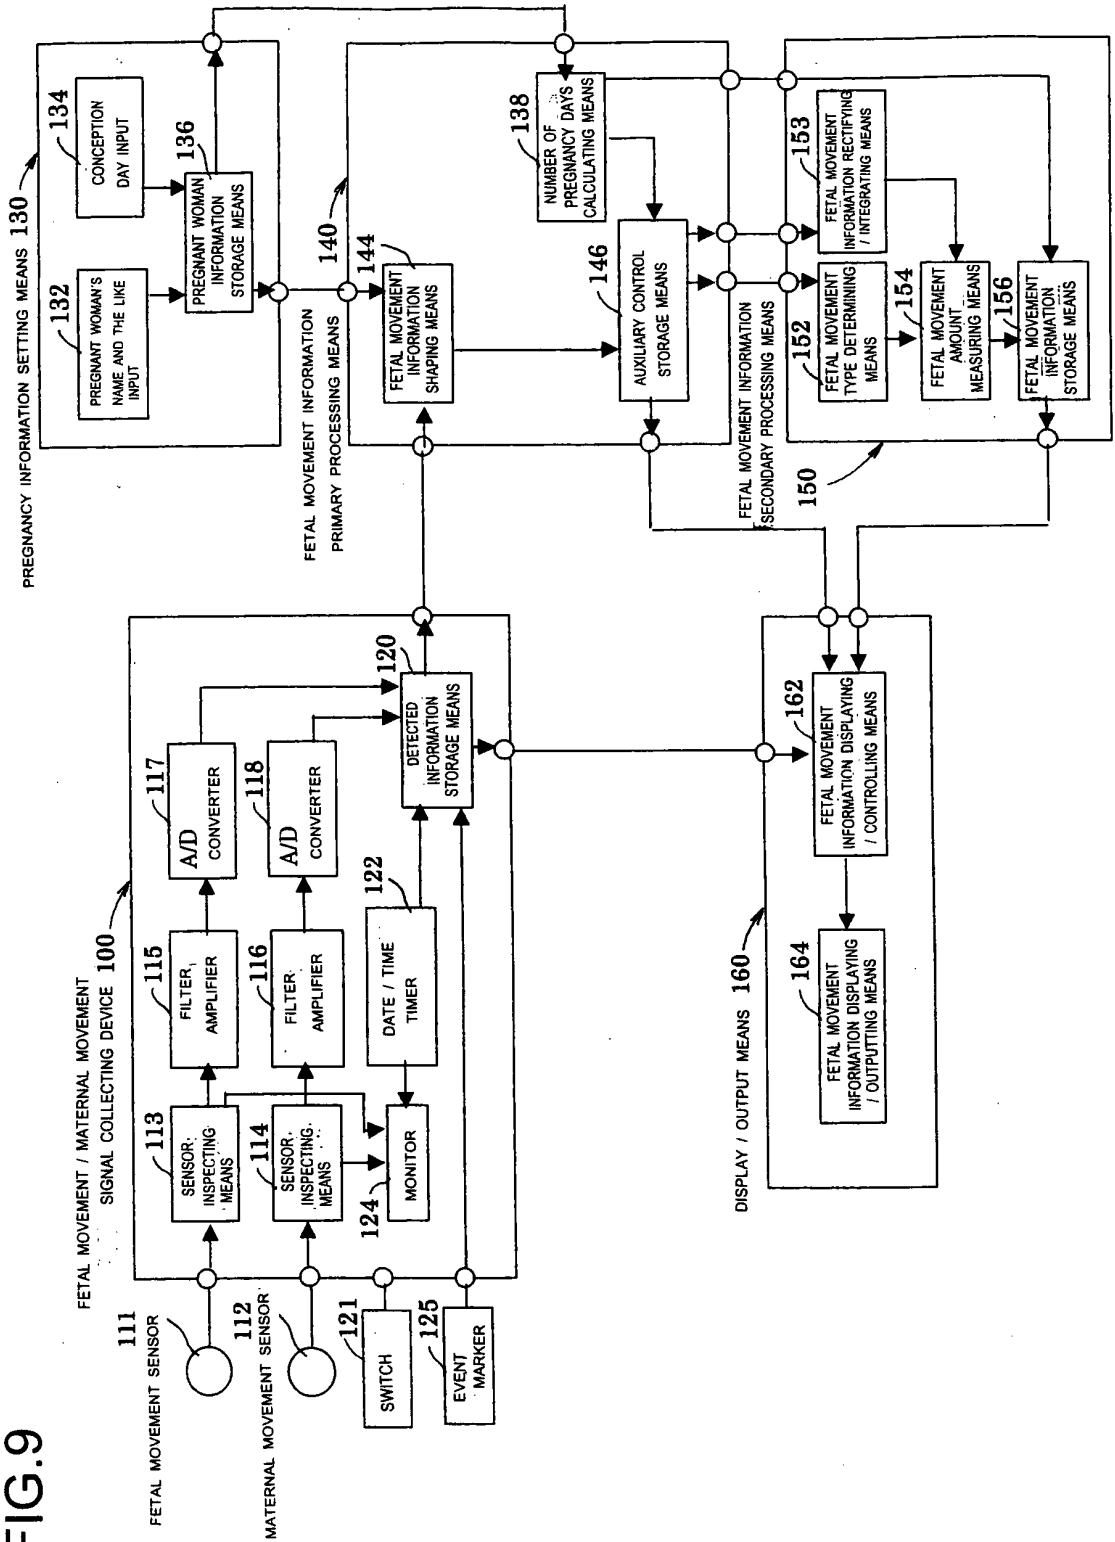 FIG.9
FETAL MOVEMENT SENSOR
111
MATERNAL MOVEMENT SENSOR
112
SWITCH
121
EVENT
MARKER
125
FETAL MOVEMENT / MATERNAL MOVEMENT
SIGNAL COLLECTING DEVICE 100
SENSOR
INSPECTING
MEANS
113
SENSOR
INSPECTING
MEANS
114
MONITOR
124
FILTER
AMPLIFIER
115
FILTER
AMPLIFIER
116
DATE / TIME
TIMER
122
A/D
CONVERTER
117
A/D
CONVERTER
118
DETECTED
INFORMATION
STORAGE MEANS
120
PREGNANCY INFORMATION SETTING MEANS 130
PREGNANT WOMAN'S
NAME AND THE LIKE
INPUT
132
CONCEPTION
DAY INPUT
134
PREGNANT WOMAN
INFORMATION
STORAGE MEANS
136
FETAL MOVEMENT INFORMATION
PRIMARY PROCESSING MEANS
140
FETAL MOVEMENT
INFORMATION
SHAPING MEANS
144
NUMBER OF
PREGNANCY DAYS
CALCULATING MEANS
138
AUXILIARY CONTROL
STORAGE MEANS
146
FETAL MOVEMENT INFORMATION
SECONDARY PROCESSING MEANS
150
FETAL MOVEMENT
TYPE DETERMINING
MEANS
152
FETAL MOVEMENT
INFORMATION RECTIFYING
/ INTEGRATING MEANS
153
FETAL MOVEMENT
AMOUNT
MEASURING MEANS
154
FETAL MOVEMENT
INFORMATION
STORAGE MEANS
156
DISPLAY / OUTPUT MEANS 160
FETAL MOVEMENT
INFORMATION DISPLAYING
/ CONTROLLING MEANS
162
FETAL MOVEMENT
INFORMATION DISPLAYING
/ OUTPUTTING MEANS
164